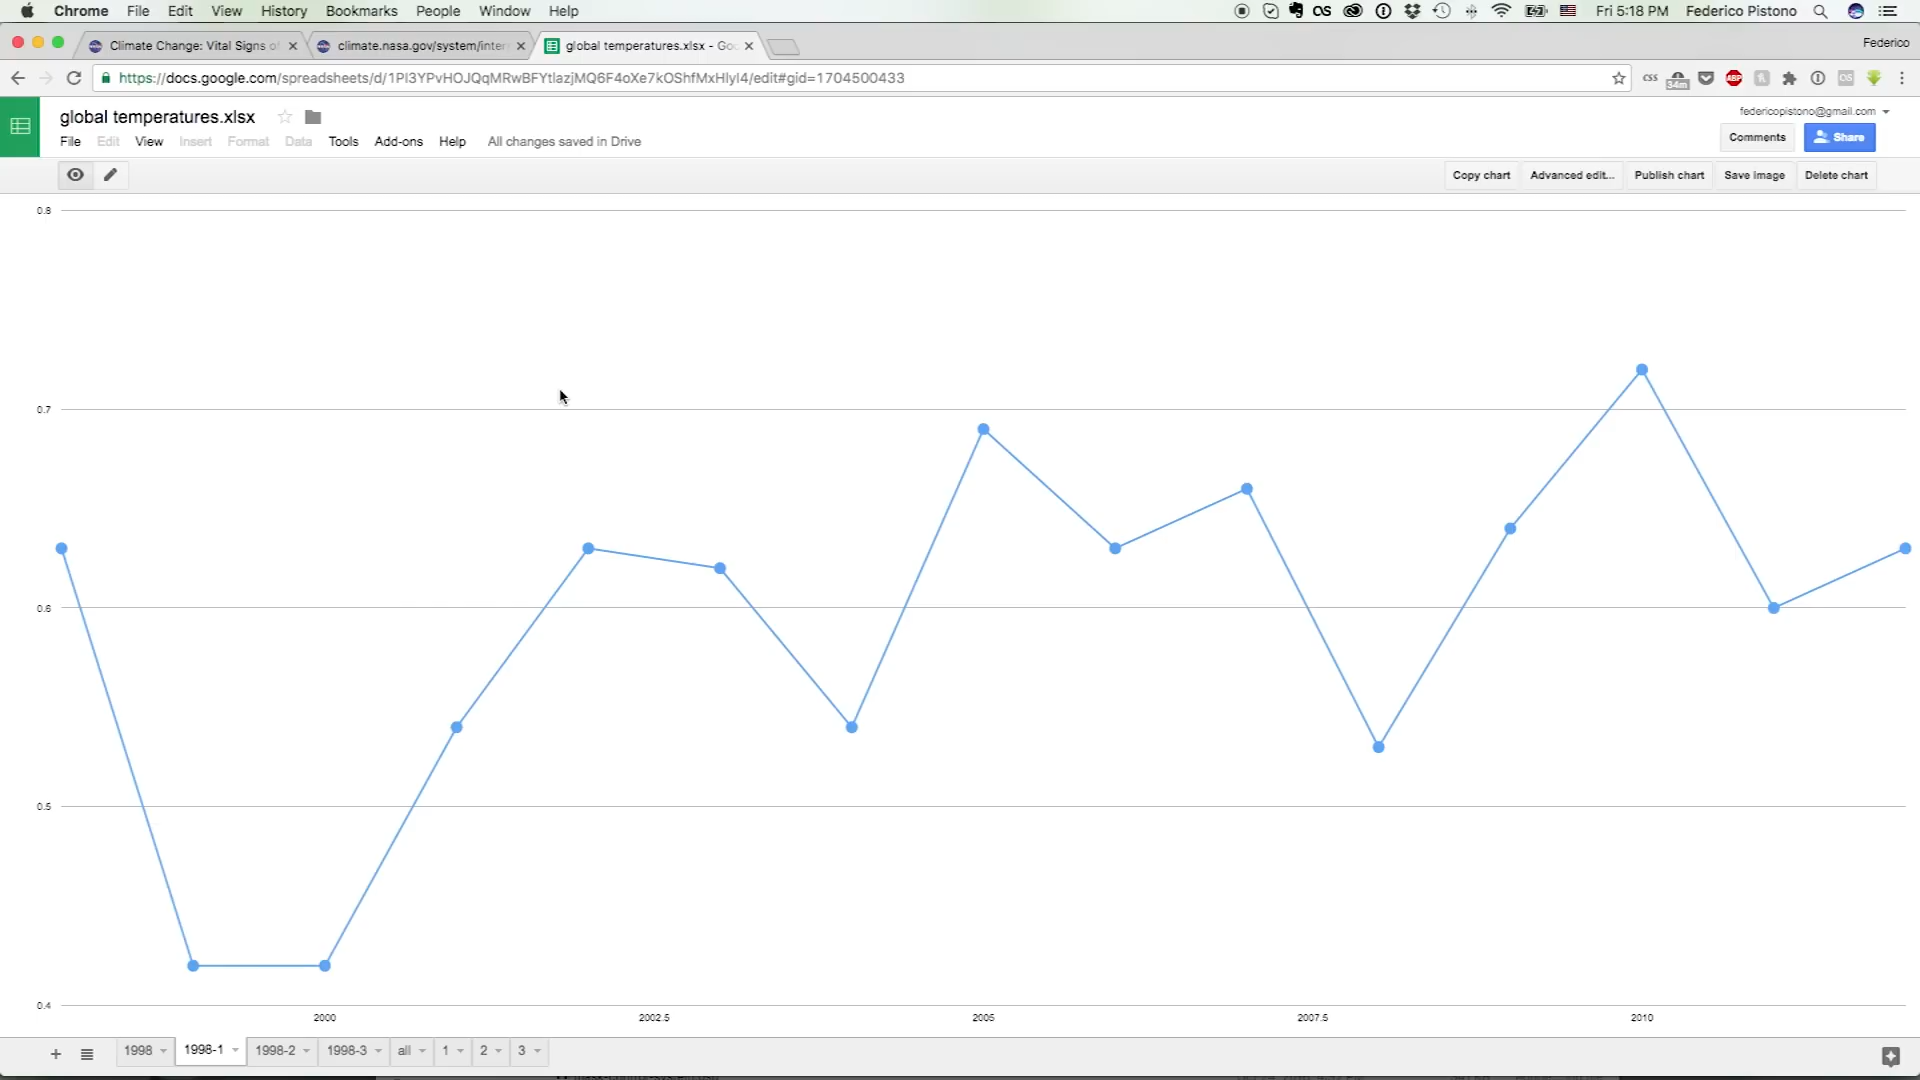 Chrome File Edit View History Bookmarks People Window Help Fri 5:18 PM Federico Pistono
Climate Change: Vital Signs of climate.nasa.gov/system/inter global temperatures.xlsx - Goo Federico
https://docs.google.com/spreadsheets/d/1PI3YPvHOJQqMRwBFYtlazjMQ6F4oXe7kOShfMxHlyI4/edit#gid=1704500433
global temperatures.xlsx federicopistono@gmail.com
File Edit View Insert Format Data Tools Add-ons Help All changes saved in Drive Comments Share
Copy chart Advanced edit... Publish chart Save image Delete chart
0.8
0.7
0.6
0.5
0.4
2000 2002.5 2005 2007.5 2010
1998 1998-1 1998-2 1998-3 all 1 2 3